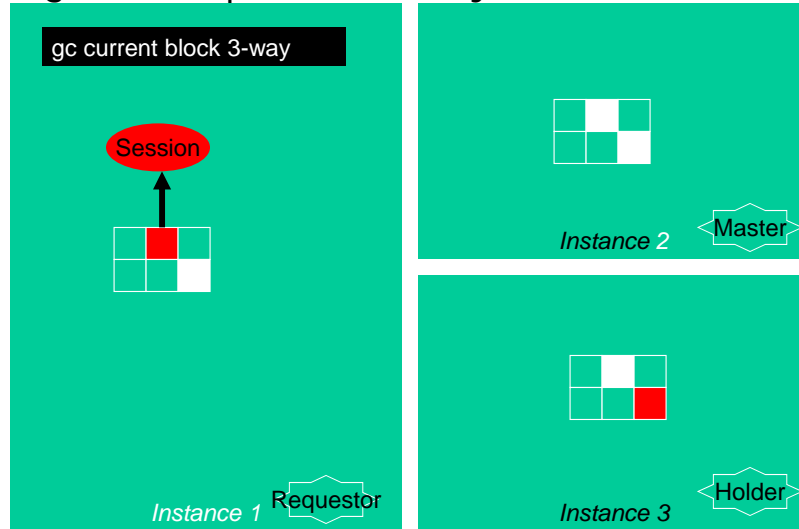 gc current block 3-way
Session
Instance 1
Requestor
Instance 2
Master
Instance 3
Holder